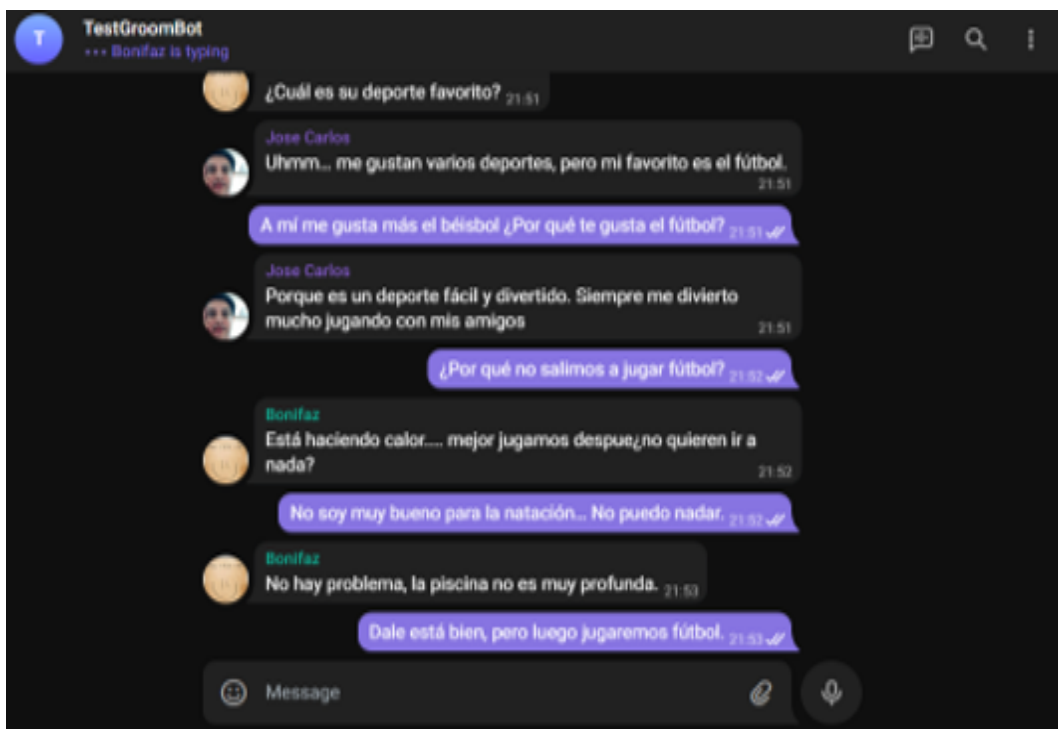 T
TestGroomBot
Bonifaz is typing
¿Cuál es su deporte favorito? 21:51
Jose Carlos
Uhmm... me gustan varios deportes, pero mi favorito es el fútbol.
21:51
A mí me gusta más el béisbol ¿Por qué te gusta el fútbol? 21:51
Jose Carlos
Porque es un deporte fácil y divertido. Siempre me divierto
mucho jugando con mis amigos 21:51
¿Por qué no salimos a jugar fútbol? 21:52
Bonifaz
Está haciendo calor.... mejor jugamos despue¿no quieren ir a
nada? 21:52
No soy muy bueno para la natación... No puedo nadar. 21:52
Bonifaz
No hay problema, la piscina no es muy profunda. 21:53
Dale está bien, pero luego jugaremos fútbol. 21:53
Message